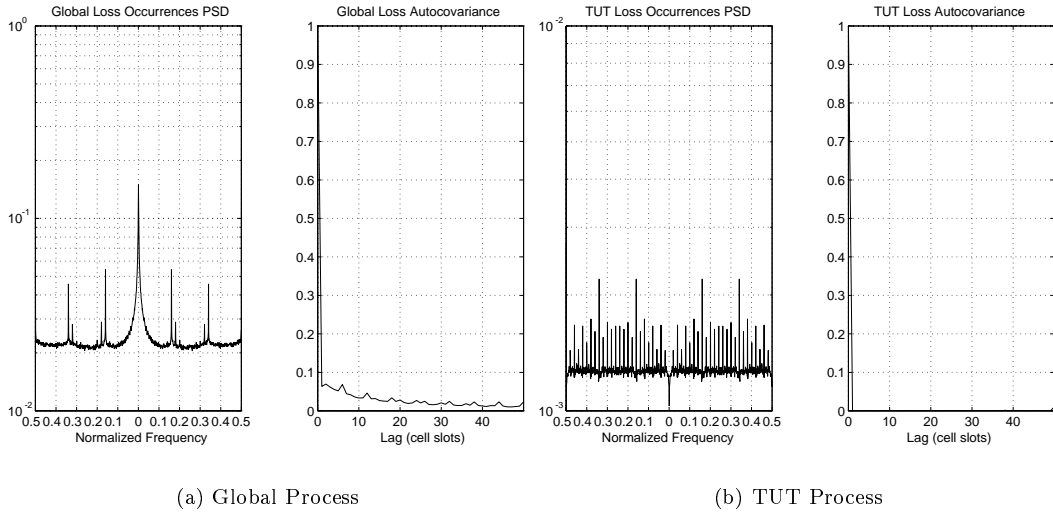 Global Loss Occurrences PSD
10^0
10^-1
10^-2
0.5 0.4 0.3 0.2 0.1 0 0.1 0.2 0.3 0.4 0.5
Normalized Frequency
Global Loss Autocovariance
1
0.9
0.8
0.7
0.6
0.5
0.4
0.3
0.2
0.1
0
0 10 20 30 40
Lag (cell slots)
TUT Loss Occurrences PSD
10^-2
10^-3
0.5 0.4 0.3 0.2 0.1 0 0.1 0.2 0.3 0.4 0.5
Normalized Frequency
TUT Loss Autocovariance
1
0.9
0.8
0.7
0.6
0.5
0.4
0.3
0.2
0.1
0
0 10 20 30 40
Lag (cell slots)
(a) Global Process
(b) TUT Process